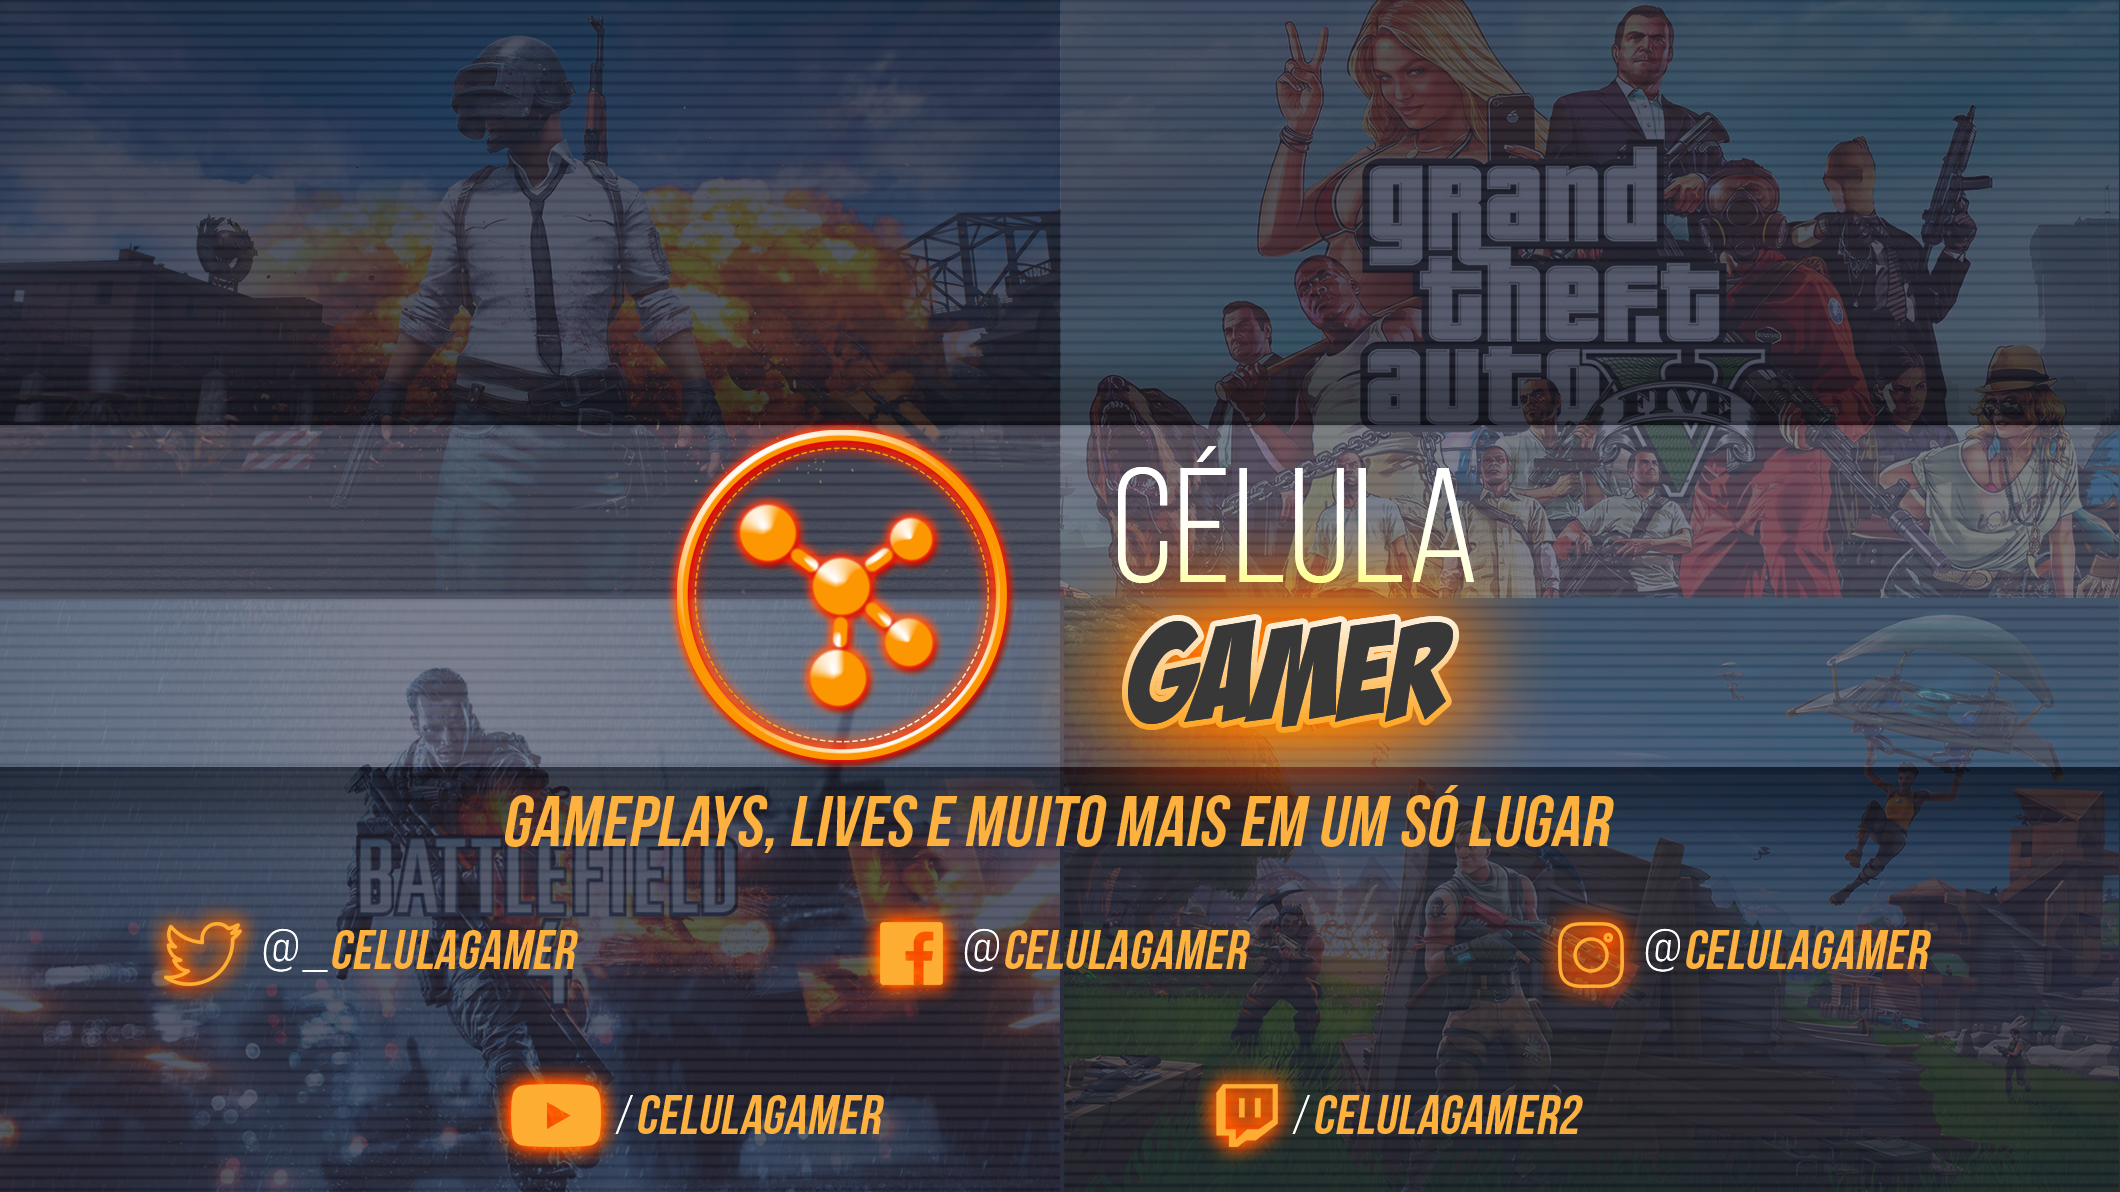 grand
theft
auto V
FIVE
CÉLULA
GAMER
GAMEPLAYS, LIVES E MUITO MAIS EM UM SÓ LUGAR
BATTLEFIELD
4
@_CELULAGAMER
@CELULAGAMER
@CELULAGAMER
/CELULAGAMER
/CELULAGAMER2